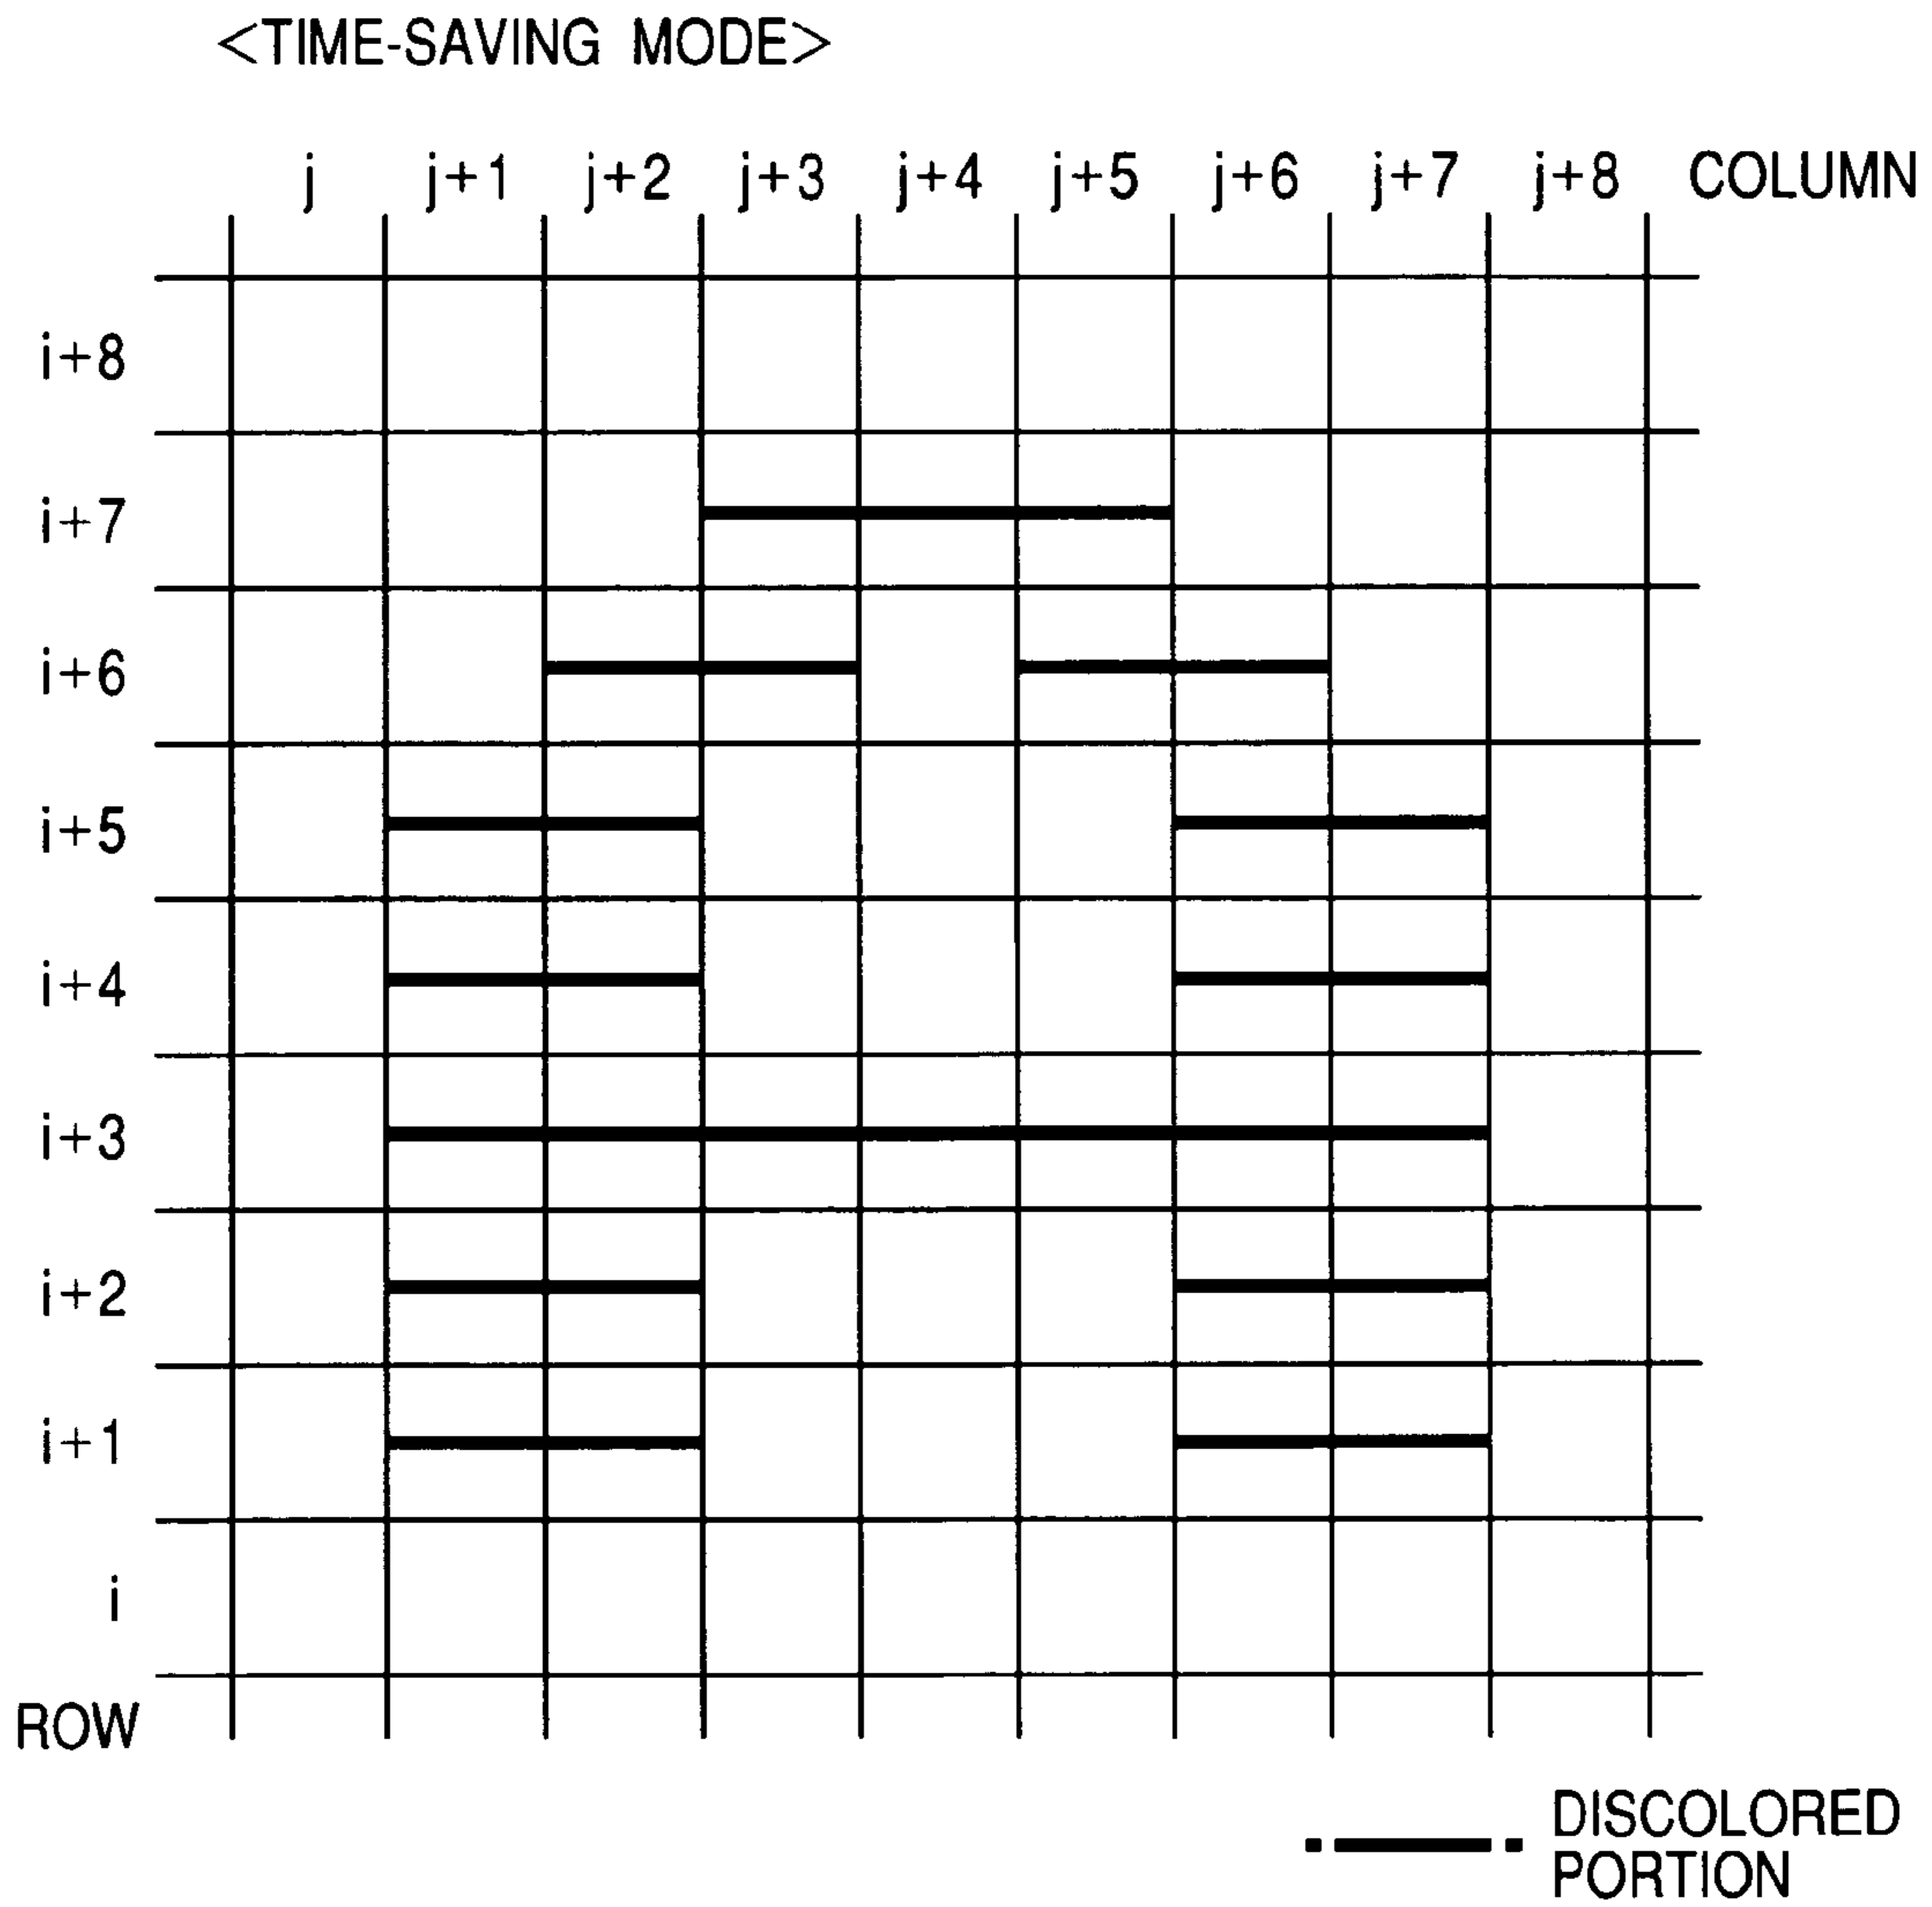 <TIME-SAVING MODE>
j j+1 j+2 j+3 j+4 j+5 j+6 j+7 j+8 COLUMN
i+8
i+7
i+6
i+5
i+4
i+3
i+2
i+1
i
ROW
DISCOLORED
PORTION